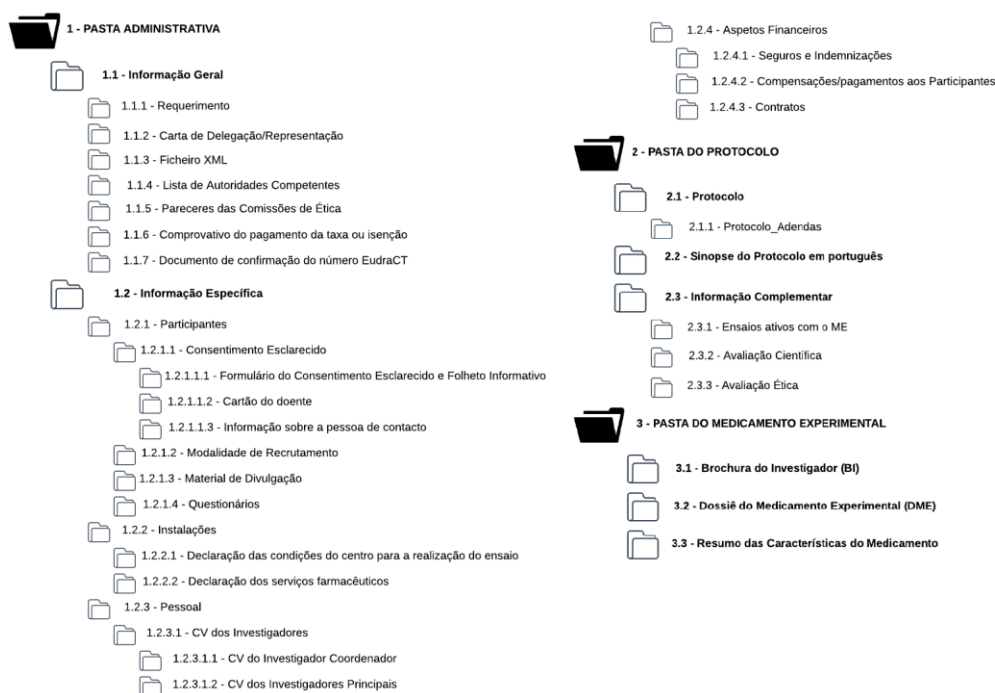 1 - PASTA ADMINISTRATIVA
1.1 - Informação Geral
1.1.1 - Requerimento
1.1.2 - Carta de Delegação/Representação
1.1.3 - Ficheiro XML
1.1.4 - Lista de Autoridades Competentes
1.1.5 - Pareceres das Comissões de Ética
1.1.6 - Comprovativo do pagamento da taxa ou isenção
1.1.7 - Documento de confirmação do número EudraCT
1.2 - Informação Específica
1.2.1 - Participantes
1.2.1.1 - Consentimento Esclarecido
1.2.1.1.1 - Formulário do Consentimento Esclarecido e Folheto Informativo
1.2.1.1.2 - Cartão do doente
1.2.1.1.3 - Informação sobre a pessoa de contacto
1.2.1.2 - Modalidade de Recrutamento
1.2.1.3 - Material de Divulgação
1.2.1.4 - Questionários
1.2.2 - Instalações
1.2.2.1 - Declaração das condições do centro para a realização do ensaio
1.2.2.2 - Declaração dos serviços farmacêuticos
1.2.3 - Pessoal
1.2.3.1 - CV dos Investigadores
1.2.3.1.1 - CV do Investigador Coordenador
1.2.3.1.2 - CV dos Investigadores Principais
1.2.4 - Aspetos Financeiros
1.2.4.1 - Seguros e Indemnizações
1.2.4.2 - Compensações/pagamentos aos Participantes
1.2.4.3 - Contratos
2 - PASTA DO PROTOCOLO
2.1 - Protocolo
2.1.1 - Protocolo_Adendas
2.2 - Sinopse do Protocolo em português
2.3 - Informação Complementar
2.3.1 - Ensaios ativos com o ME
2.3.2 - Avaliação Científica
2.3.3 - Avaliação Ética
3 - PASTA DO MEDICAMENTO EXPERIMENTAL
3.1 - Brochura do Investigador (BI)
3.2 - Dossiê do Medicamento Experimental (DME)
3.3 - Resumo das Características do Medicamento